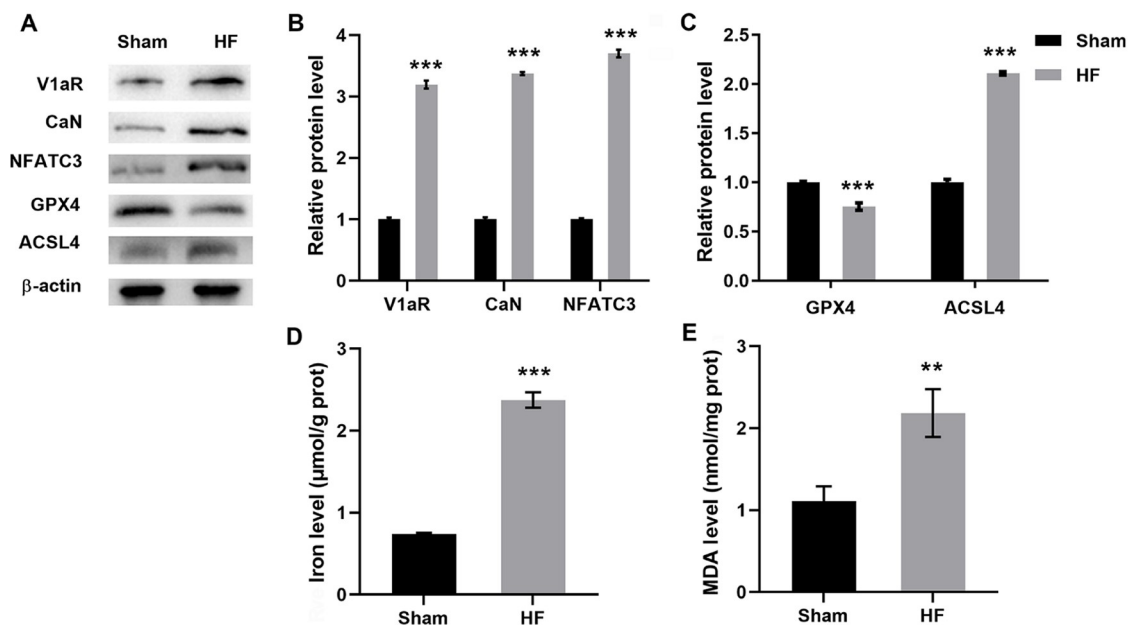 A
Sham HF
V1aR
CaN
NFATC3
GPX4
ACSL4
β-actin
B
Relative protein level
4
3
2
1
0
*** *** ***
V1aR CaN NFATC3
C
Relative protein level
2.5
2.0
1.5
1.0
0.5
0.0
*** ***
GPX4 ACSL4
Sham
HF
D
Iron level (μmol/g prot)
3
2
1
0
***
Sham HF
E
MDA level (nmol/mg prot)
3
2
1
0
**
Sham HF